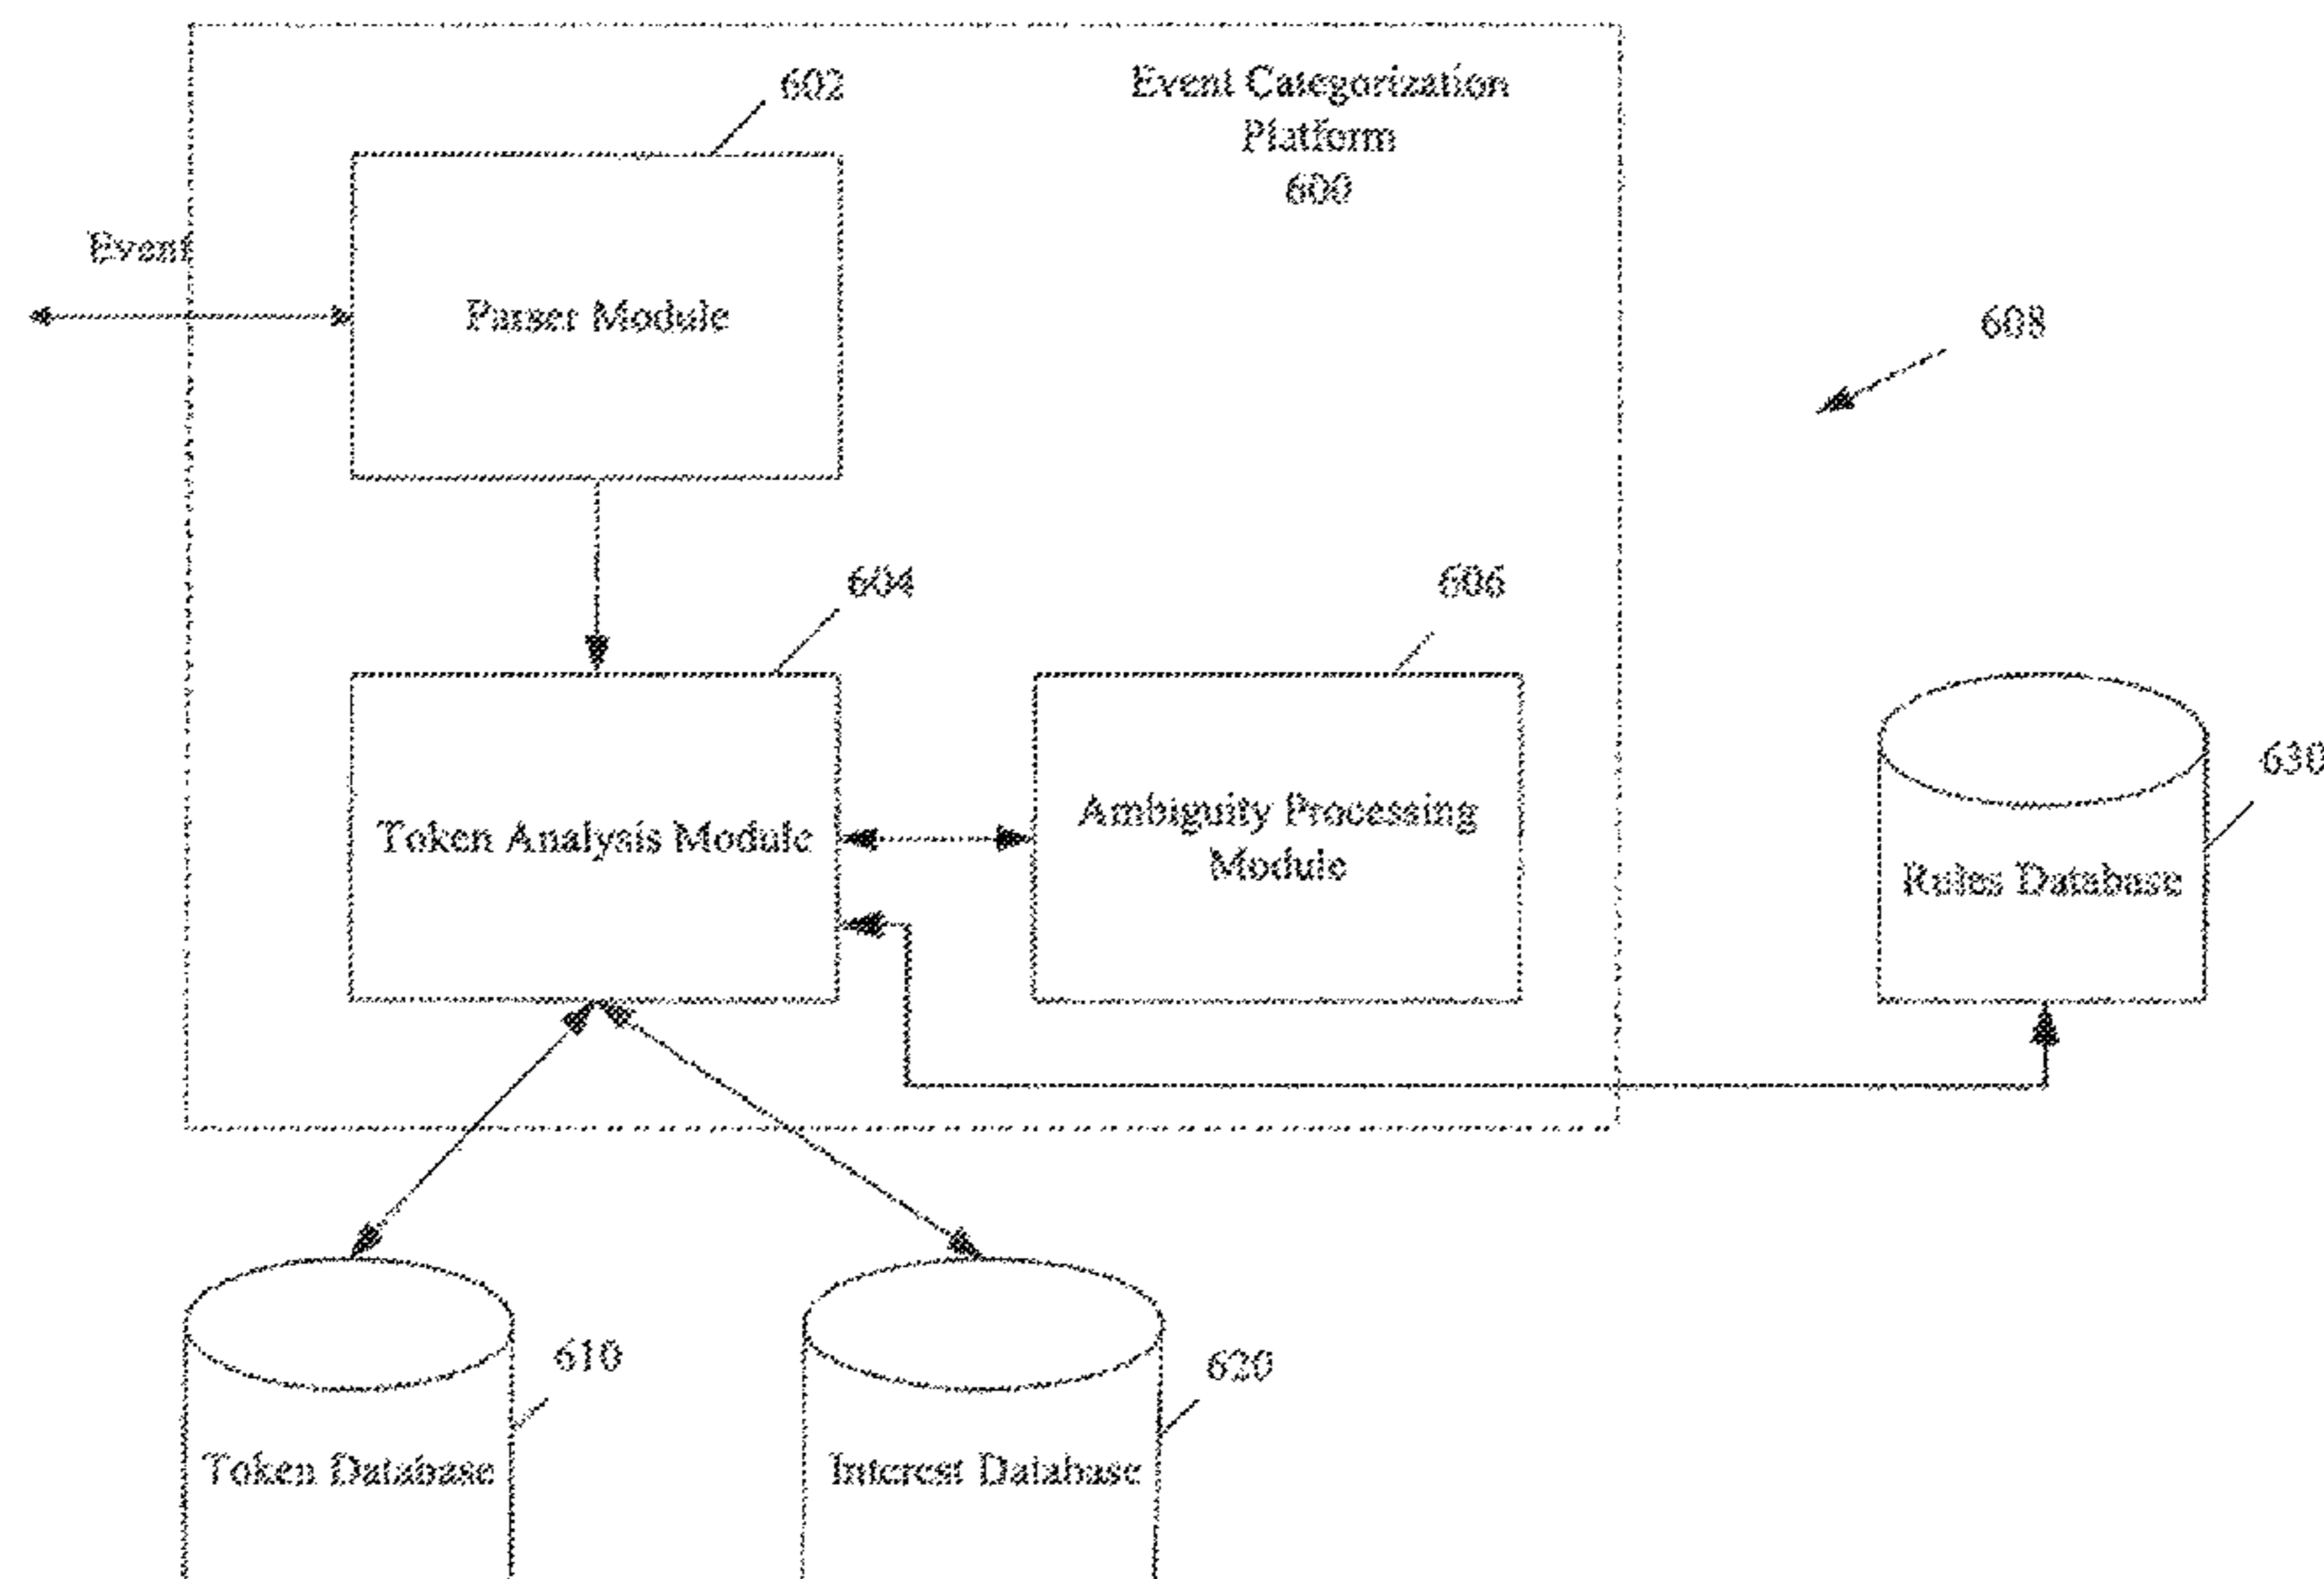 602
Event Categorization
Platform
600
Event
Parser Module
608
604
606
630
Token Analysis Module
Ambiguity Processing
Module
Rules Database
610
620
Token Database
Interest Database